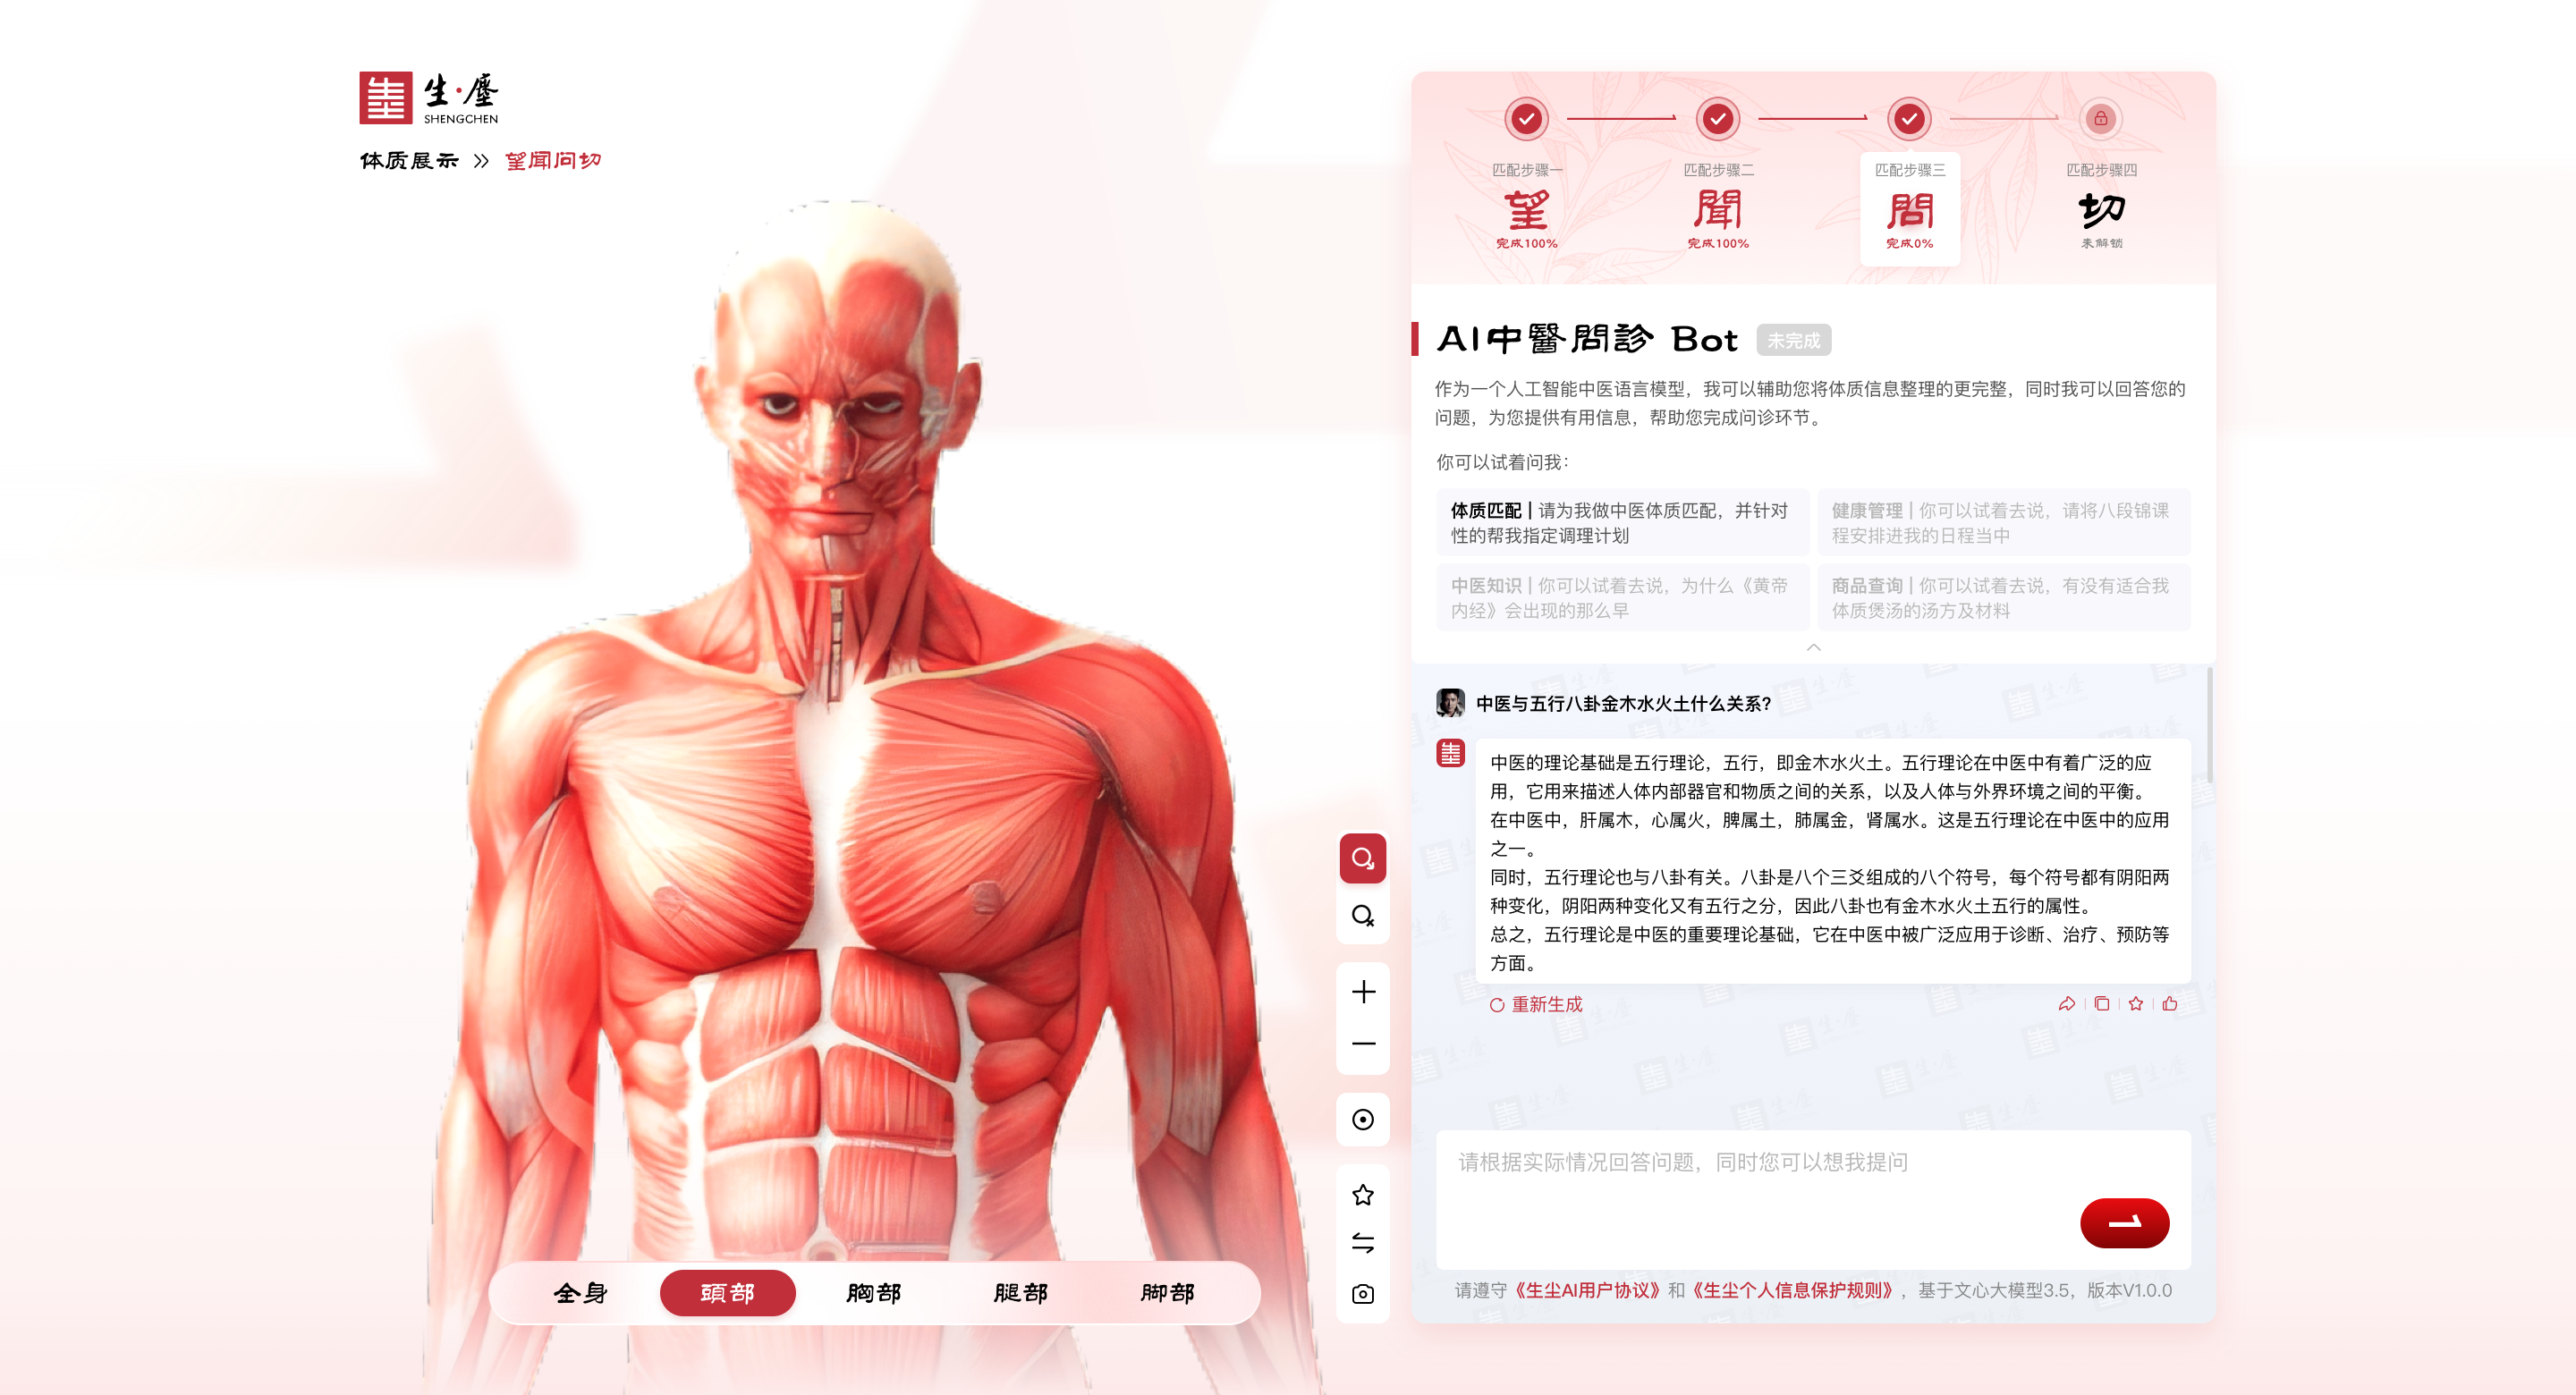 生·塵
SHENGCHEN
体质展示 » 望闻问切
匹配步骤一
望
完成100%
匹配步骤二
聞
完成100%
匹配步骤三
問
完成0%
匹配步骤四
切
未解锁
AI中醫問診 Bot 未完成
作为一个人工智能中医语言模型，我可以辅助您将体质信息整理的更完整，同时我可以回答您的
问题，为您提供有用信息，帮助您完成问诊环节。
你可以试着问我：
体质匹配 | 请为我做中医体质匹配，并针对
性的帮我指定调理计划
健康管理 | 你可以试着去说，请将八段锦课
程安排进我的日程当中
中医知识 | 你可以试着去说，为什么《黄帝
内经》会出现的那么早
商品查询 | 你可以试着去说，有没有适合我
体质煲汤的汤方及材料
中医与五行八卦金木水火土什么关系？
中医的理论基础是五行理论，五行，即金木水火土。五行理论在中医中有着广泛的应
用，它用来描述人体内部器官和物质之间的关系，以及人体与外界环境之间的平衡。
在中医中，肝属木，心属火，脾属土，肺属金，肾属水。这是五行理论在中医中的应用
之一。
同时，五行理论也与八卦有关。八卦是八个三爻组成的八个符号，每个符号都有阴阳两
种变化，阴阳两种变化又有五行之分，因此八卦也有金木水火土五行的属性。
总之，五行理论是中医的重要理论基础，它在中医中被广泛应用于诊断、治疗、预防等
方面。
重新生成
请根据实际情况回答问题，同时您可以想我提问
请遵守《生尘AI用户协议》和《生尘个人信息保护规则》，基于文心大模型3.5，版本V1.0.0
全身
頭部
胸部
腿部
脚部